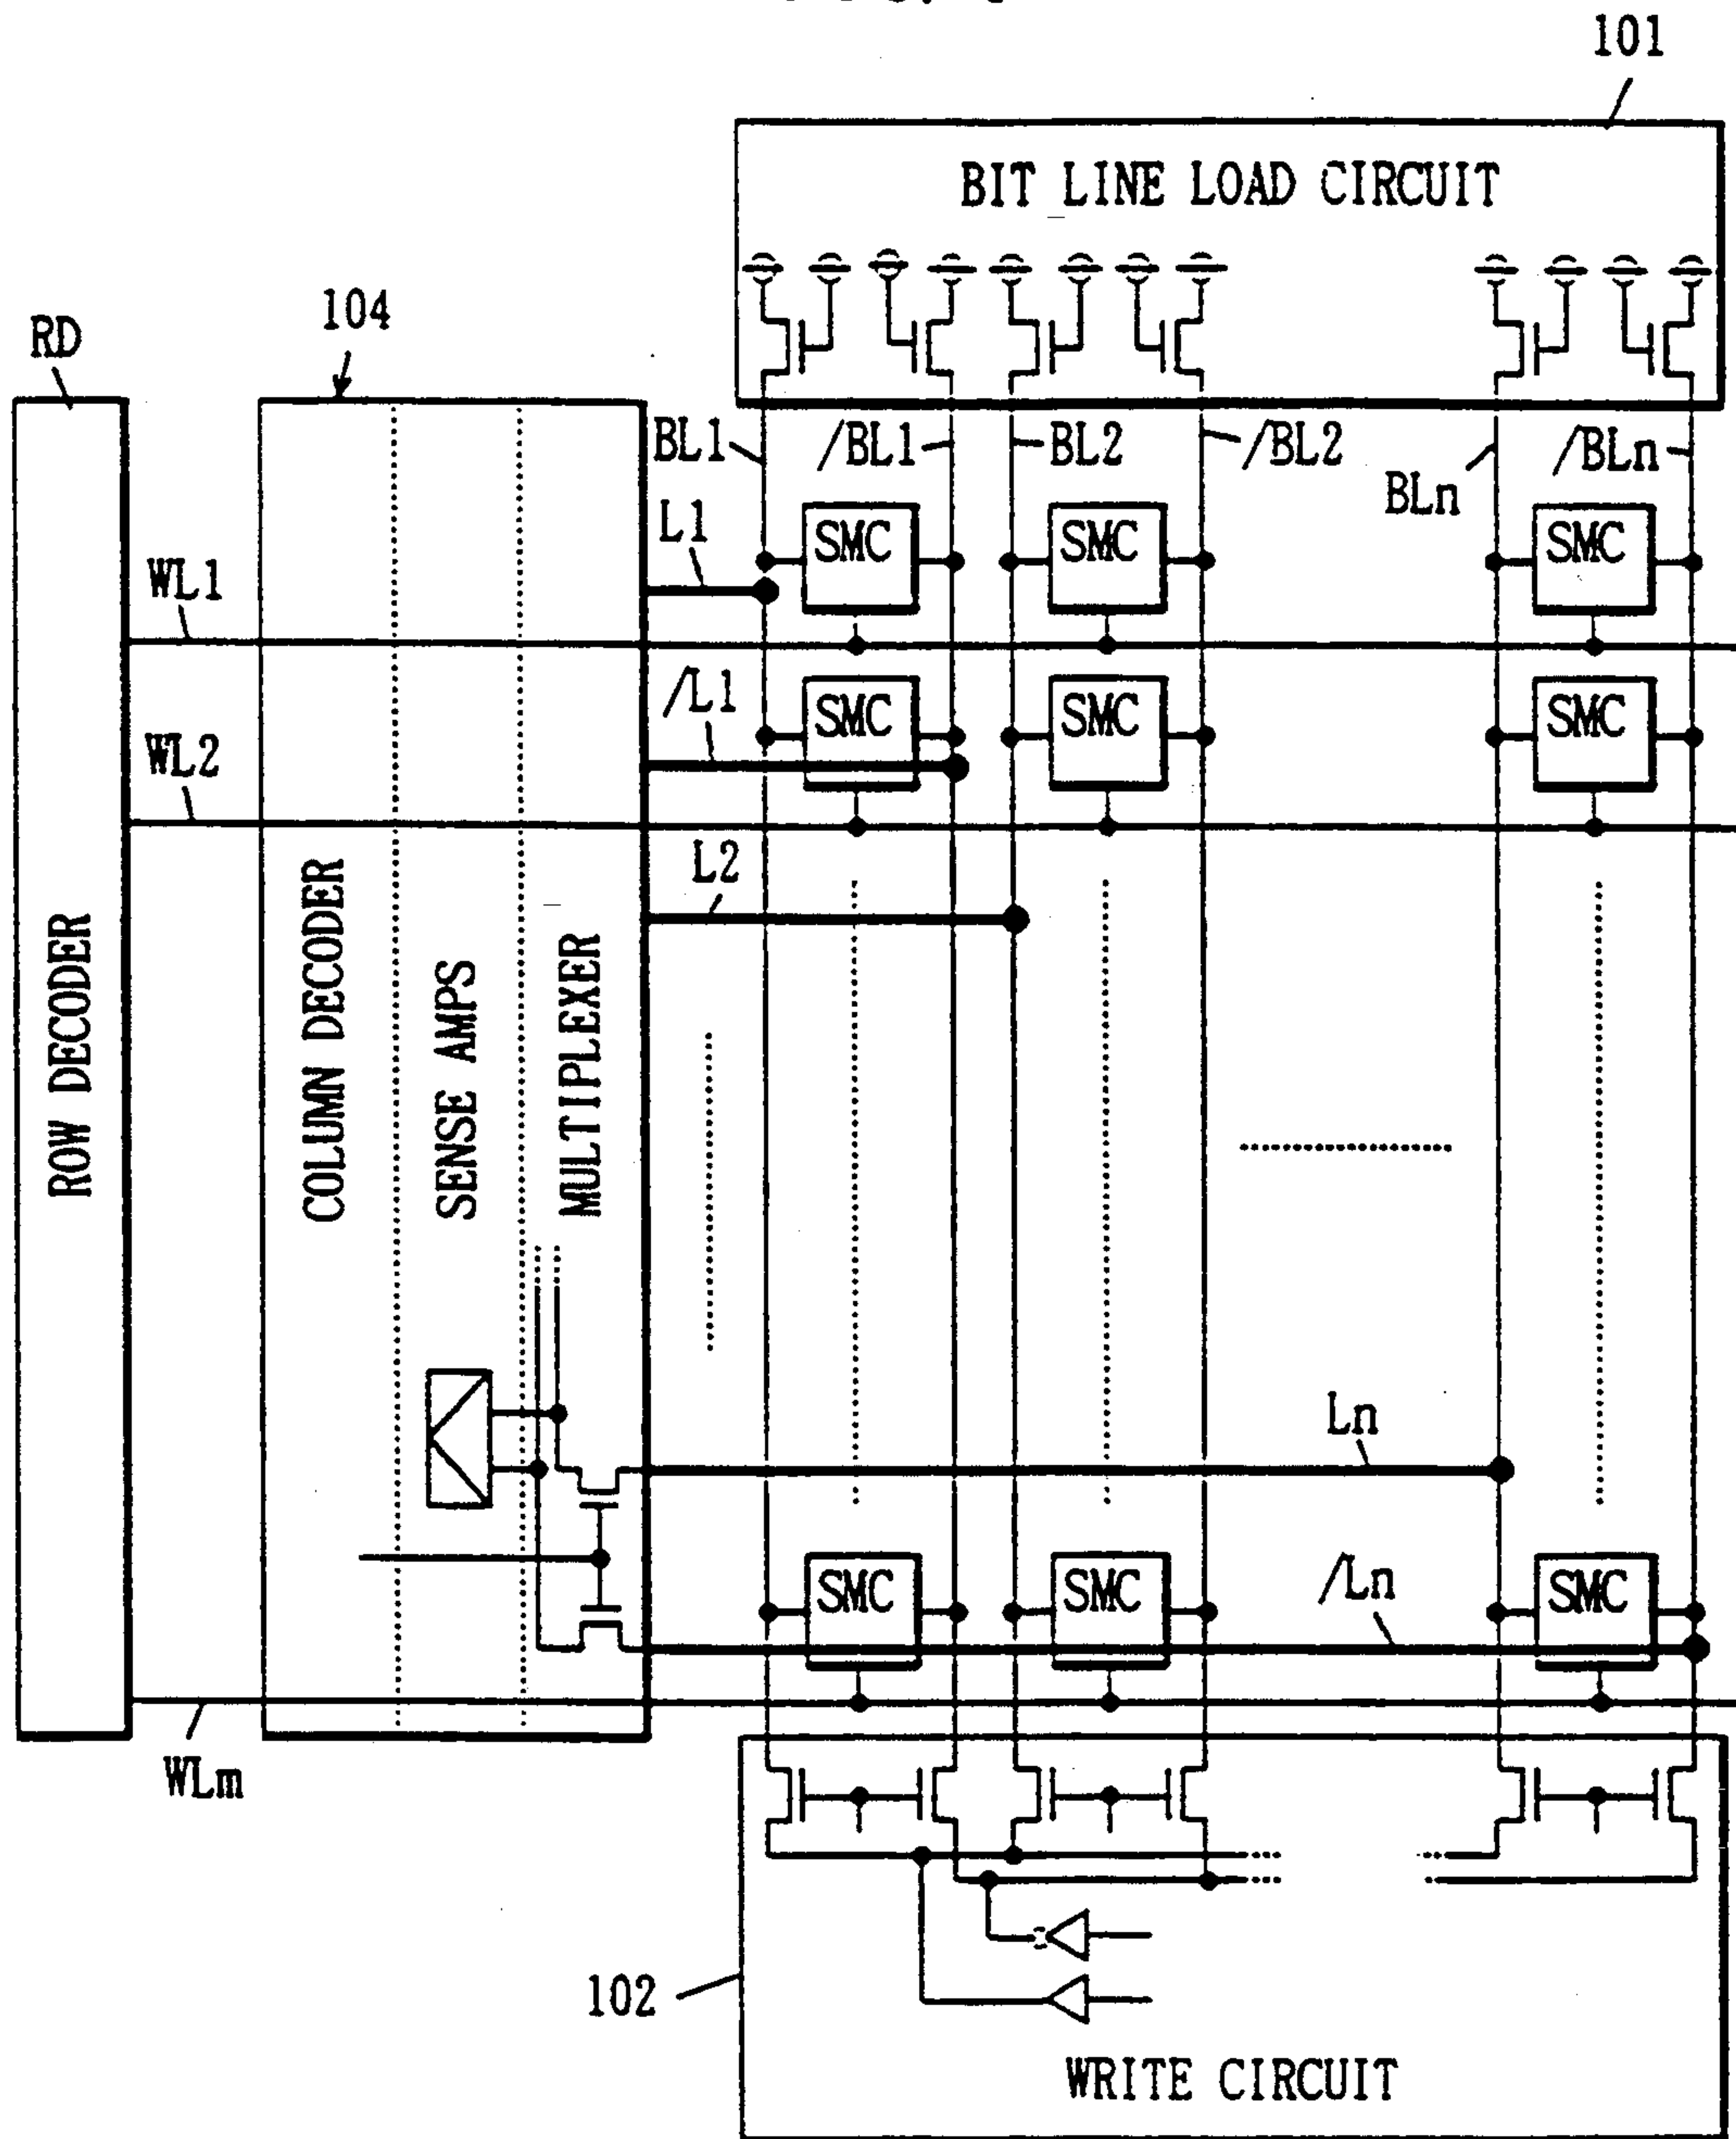 101
BIT LINE LOAD CIRCUIT
RD
104
BL1
/BL1
BL2
/BL2
BLn
/BLn
L1
SMC
SMC
SMC
WL1
/L1
SMC
SMC
SMC
WL2
L2
ROW DECODER
COLUMN DECODER
SENSE AMPS
MULTIPLEXER
Ln
SMC
SMC
/Ln
SMC
WLm
102
WRITE CIRCUIT